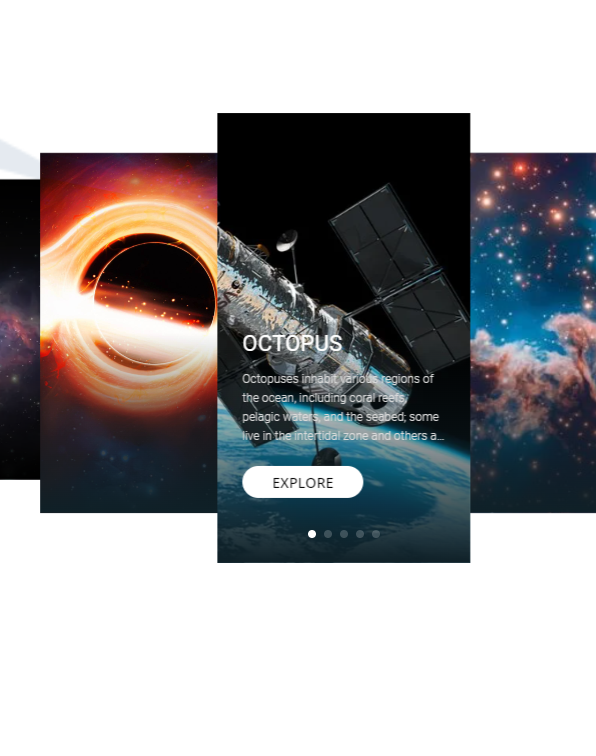 OCTOPUS
Octopuses inhabit various regions of
the ocean, including coral reefs,
pelagic waters, and the seabed; some
live in the intertidal zone and others a...
EXPLORE